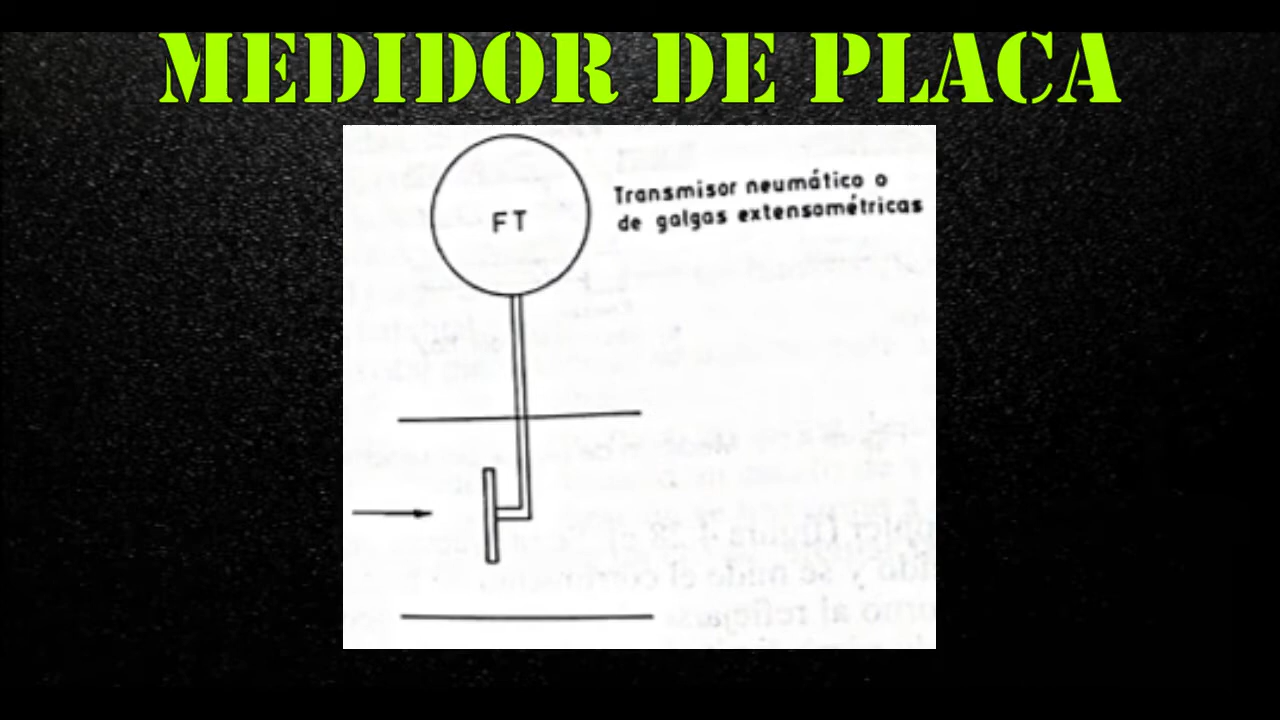 MEDIDOR DE PLACA
FT
Transmisor neumático o
de galgas extensométricas